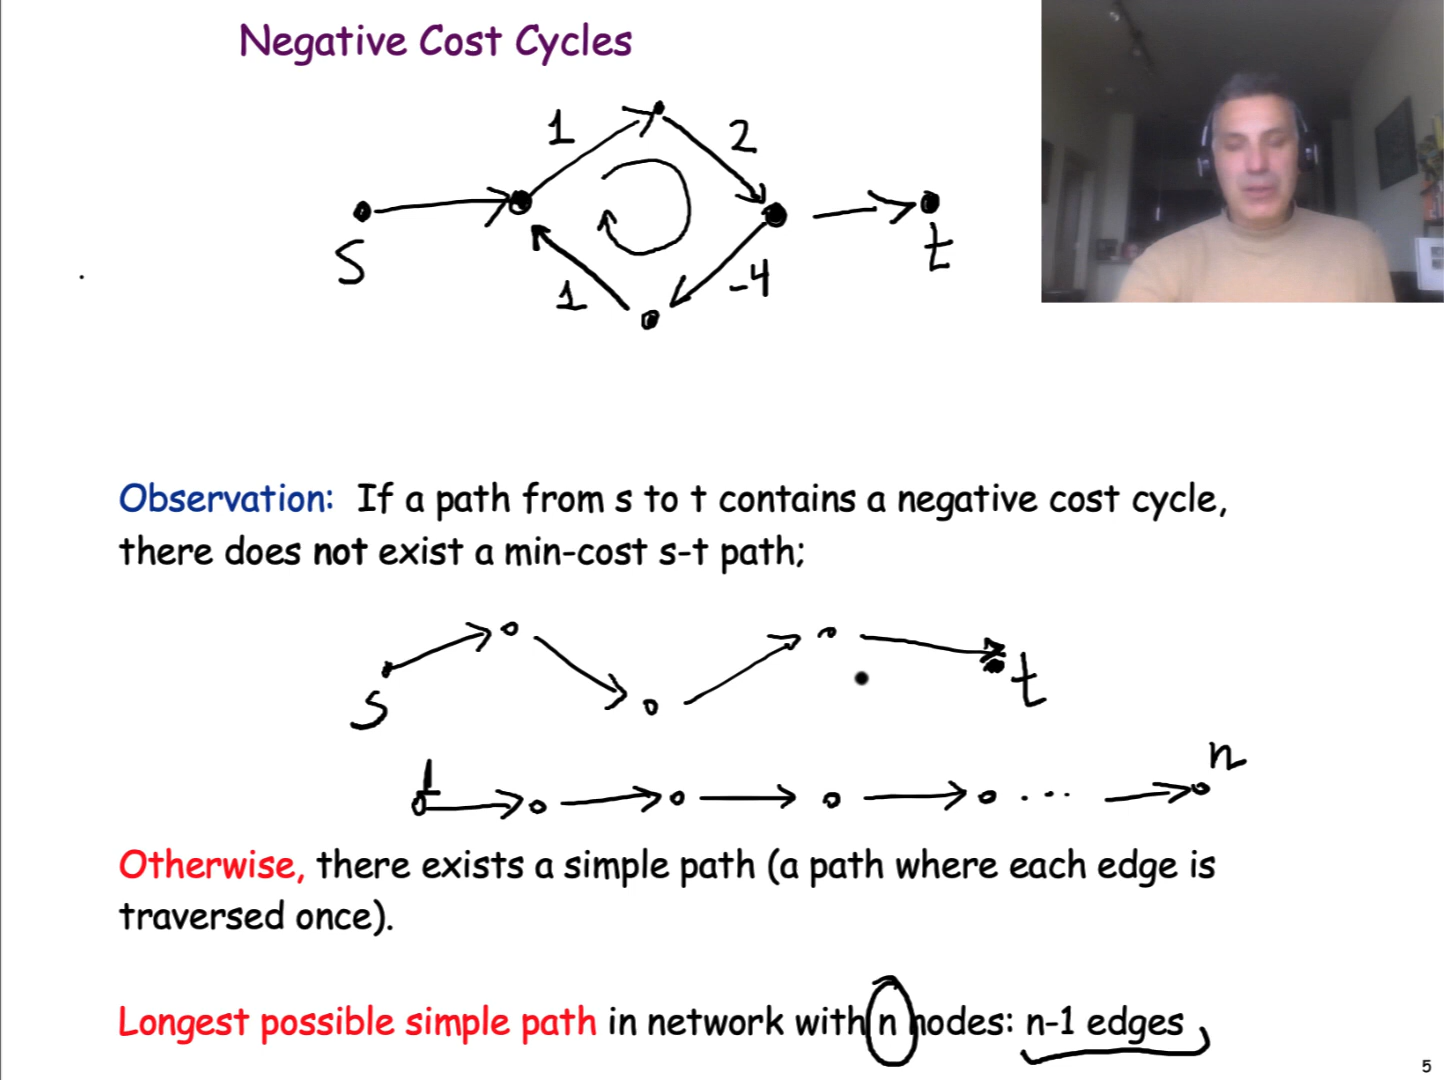 Negative Cost Cycles
1
2
s
t
1
-4
Observation: If a path from s to t contains a negative cost cycle,
there does not exist a min-cost s-t path;
s
t
1
n
Otherwise, there exists a simple path (a path where each edge is
traversed once).
Longest possible simple path in network with n nodes: n-1 edges
5